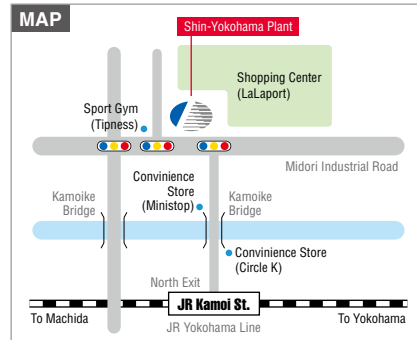 MAP
Shin-Yokohama Plant
Shopping Center
(LaLaport)
Sport Gym
(Tipness)
Midori Industrial Road
Convinience
Store
(Ministop)
Kamoike
Bridge
Kamoike
Bridge
Convinience Store
(Circle K)
North Exit
JR Kamoi St.
To Machida
To Yokohama
JR Yokohama Line